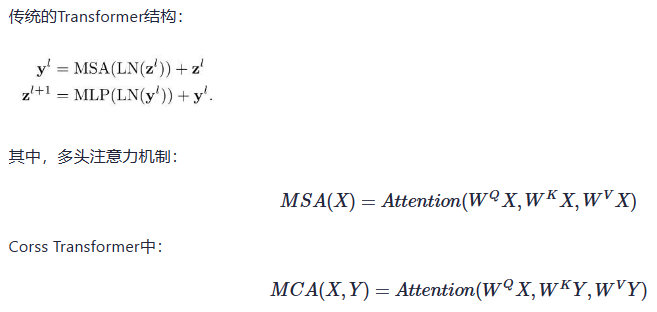 传统的Transformer结构:
y^l = MSA(LN(z^l)) + z^l
z^{l+1} = MLP(LN(y^l)) + y^l.
其中，多头注意力机制:
MSA(X) = Attention(W^Q X, W^K X, W^V X)
Corss Transformer中:
MCA(X, Y) = Attention(W^Q X, W^K Y, W^V Y)